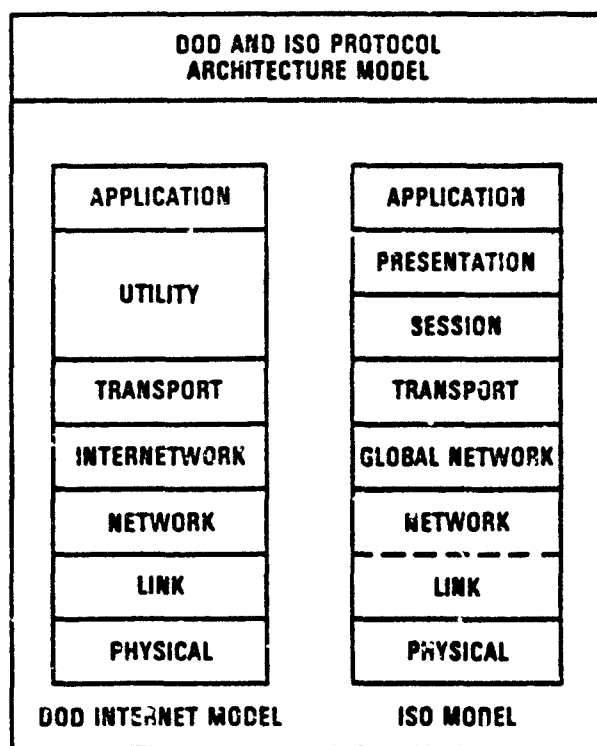 DOD AND ISO PROTOCOL
ARCHITECTURE MODEL
APPLICATION
UTILITY
TRANSPORT
INTERNETWORK
NETWORK
LINK
PHYSICAL
DOD INTERNET MODEL
APPLICATION
PRESENTATION
SESSION
TRANSPORT
GLOBAL NETWORK
NETWORK
LINK
PHYSICAL
ISO MODEL